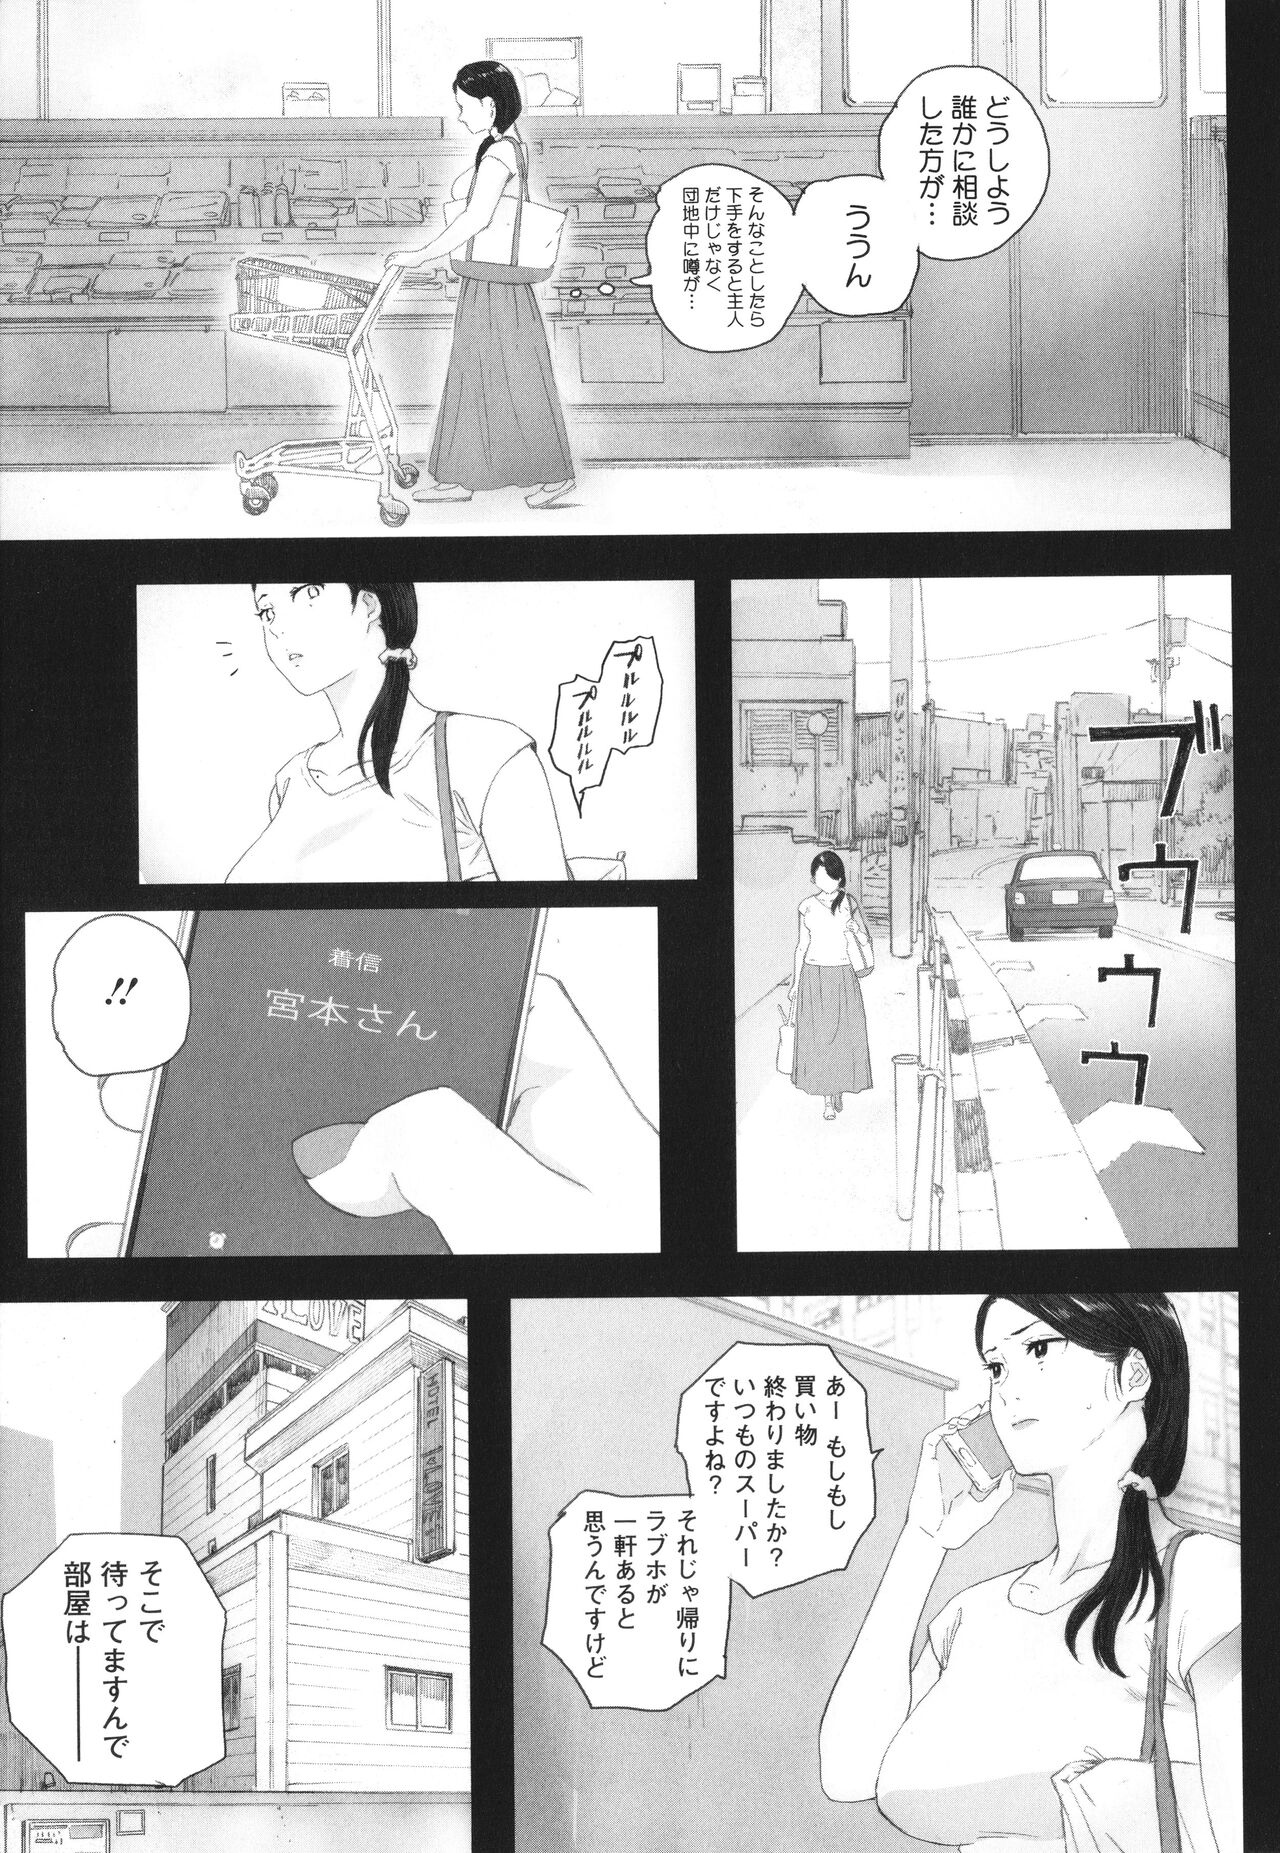 どうしよう
誰かに相談
した方が…
ううん
そんなことしたら
下手をすると主人
だけじゃなく
団地中に噂が…
ブウウウ
プルルルル
プルルルル
着信
宮本さん
!!
あー もしもし
買い物
終わりましたか？
いつものスーパー
ですよね？
それじゃ帰りに
ラブホが
一軒あると
思うんですけど
LOVE
HOTEL
そこで
待ってますんで
部屋は――